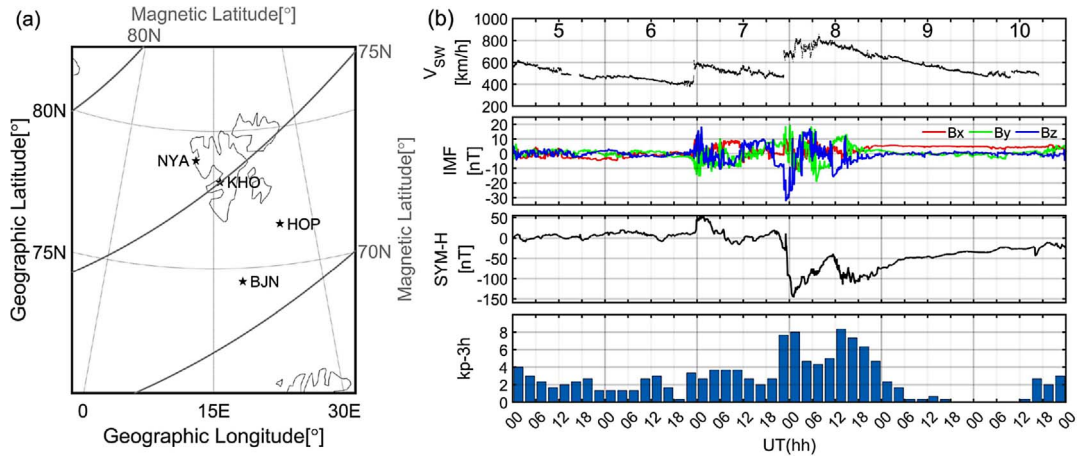 (a)
Magnetic Latitude[°]
80N
75N
80N
NYA
KHO
HOP
75N
70N
BJN
Geographic Latitude[°]
Magnetic Latitude[°]
0
15E
30E
Geographic Longitude[°]
(b)
5 6 7 8 9 10
1000
800
600
400
200
V_SW
[km/h]
Bx By Bz
20
10
0
-10
-20
-30
IMF
[nT]
50
0
-50
-100
-150
SYM-H
[nT]
8
6
4
2
0
kp-3h
00 06 12 18 00 06 12 18 00 06 12 18 00 06 12 18 00 06 12 18 00 06 12 18 00
UT(hh)